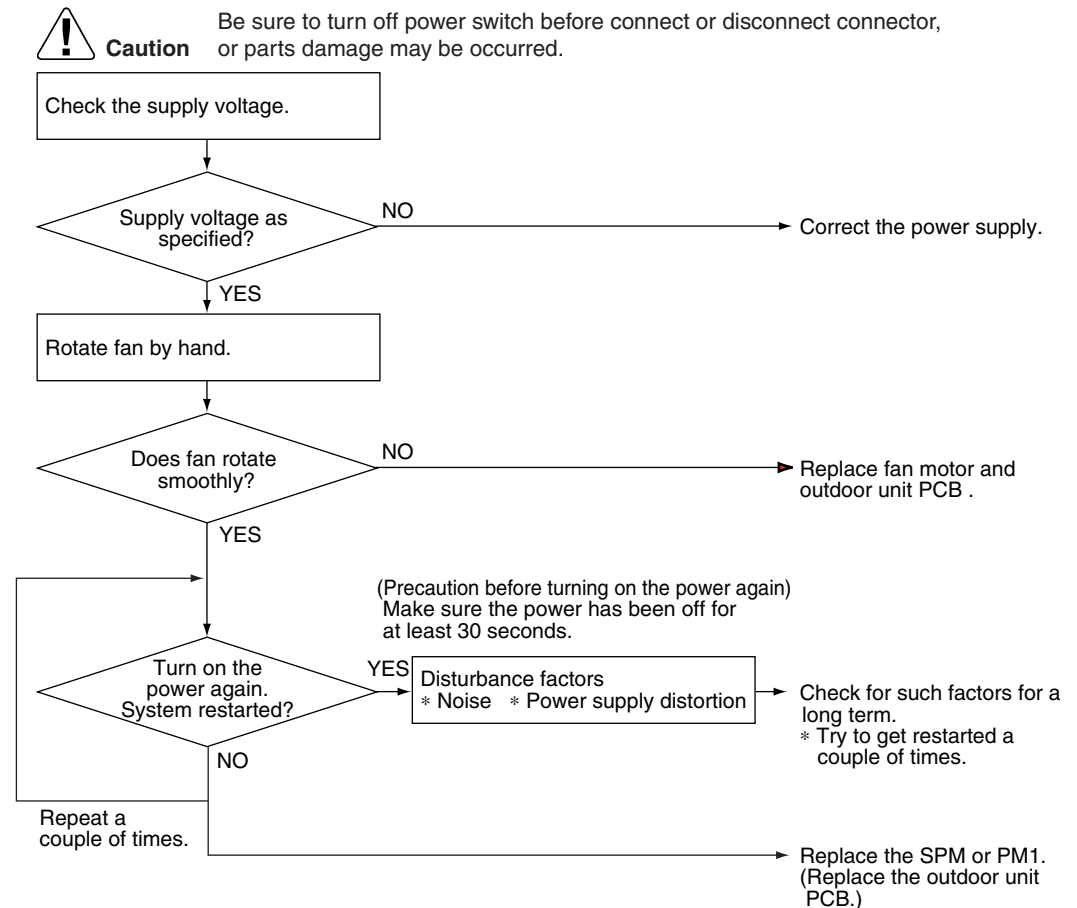 Be sure to turn off power switch before connect or disconnect connector,
Caution or parts damage may be occurred.
Check the supply voltage.
Supply voltage as
specified?
NO
Correct the power supply.
YES
Rotate fan by hand.
Does fan rotate
smoothly?
NO
Replace fan motor and
outdoor unit PCB .
YES
(Precaution before turning on the power again)
Make sure the power has been off for
at least 30 seconds.
Turn on the
power again.
System restarted?
YES
Disturbance factors
* Noise * Power supply distortion
Check for such factors for a
long term.
* Try to get restarted a
couple of times.
NO
Repeat a
couple of times.
Replace the SPM or PM1.
(Replace the outdoor unit
PCB.)